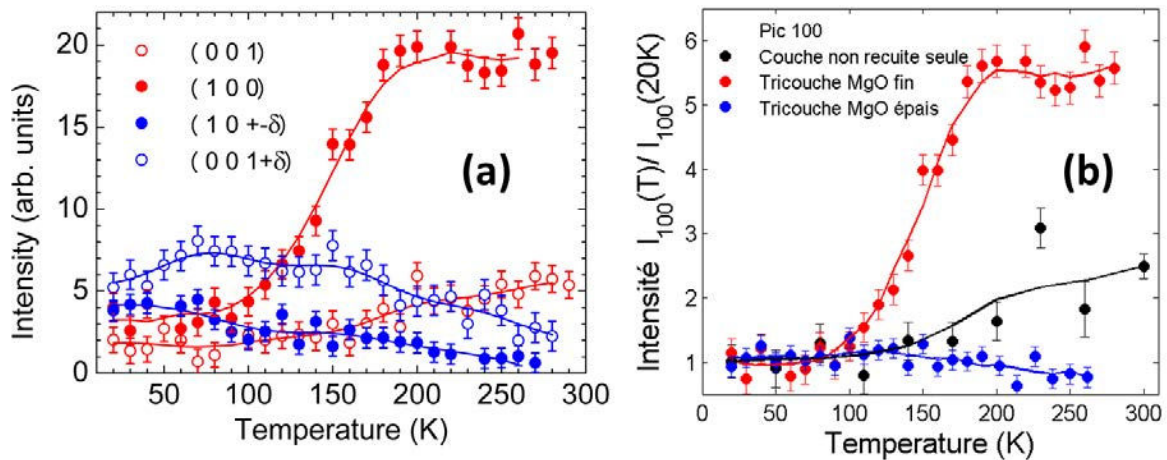 Intensity (arb. units)
20
15
10
5
0
( 0 0 1 )
( 1 0 0 )
( 1 0 +-δ )
( 0 0 1+δ)
(a)
50 100 150 200 250
Temperature (K)
Intensité I100(T)/ I100(20K)
6
5
4
3
2
1
Pic 100
Couche non recuite seule
Tricouche MgO fin
Tricouche MgO épais
(b)
0 50 100 150 200 250 300
Temperature (K)